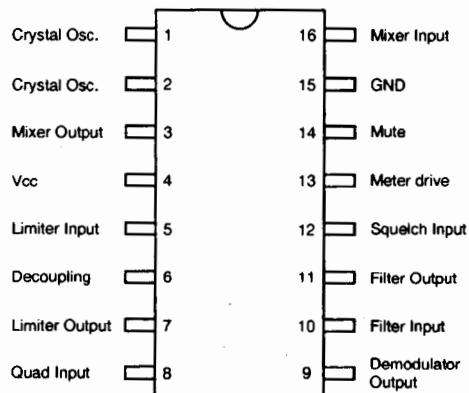 Crystal Osc. 1 16 Mixer Input
Crystal Osc. 2 15 GND
Mixer Output 3 14 Mute
Vcc 4 13 Meter drive
Limiter Input 5 12 Squelch Input
Decoupling 6 11 Filter Output
Limiter Output 7 10 Filter Input
Quad Input 8 9 Demodulator
Output